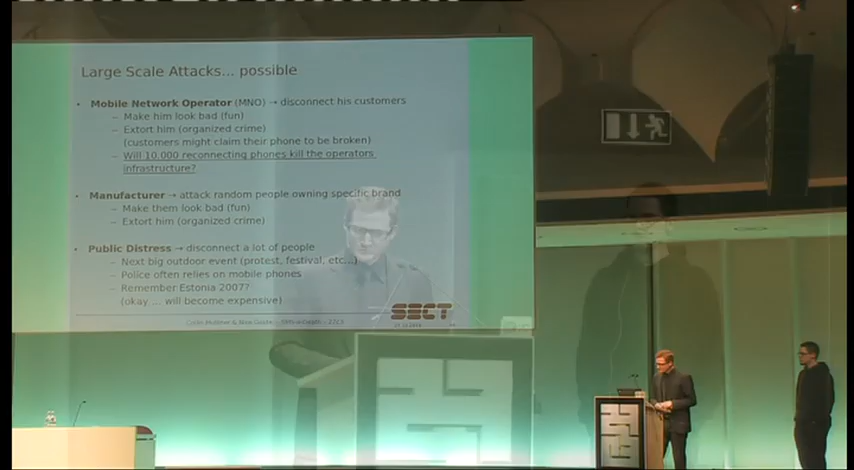 Large Scale Attacks... possible
• Mobile Network Operator (MNO) → disconnect his customers
– Make him look bad (fun)
– Extort him (organized crime)
(customers might claim their phone to be broken)
– Will 10.000 reconnecting phones kill the operators
infrastructure?
• Manufacturer → attack random people owning specific brand
– Make them look bad (fun)
– Extort him (organized crime)
• Public Distress → disconnect a lot of people
– Next big outdoor event (protest, festival, etc...)
– Police often relies on mobile phones
– Remember Estonia 2007?
(okay ... will become expensive)
SECT